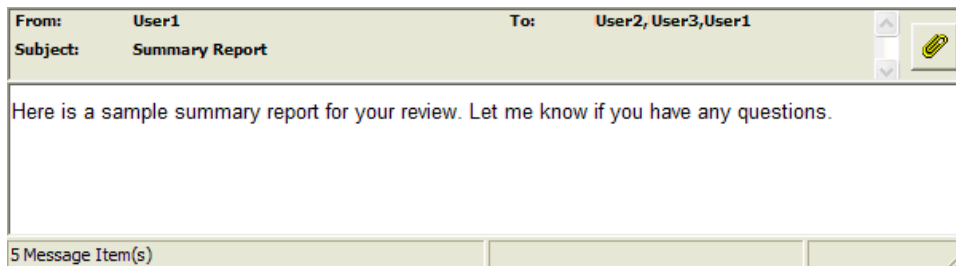 From: User1 To: User2, User3,User1
Subject: Summary Report
Here is a sample summary report for your review. Let me know if you have any questions.
5 Message Item(s)